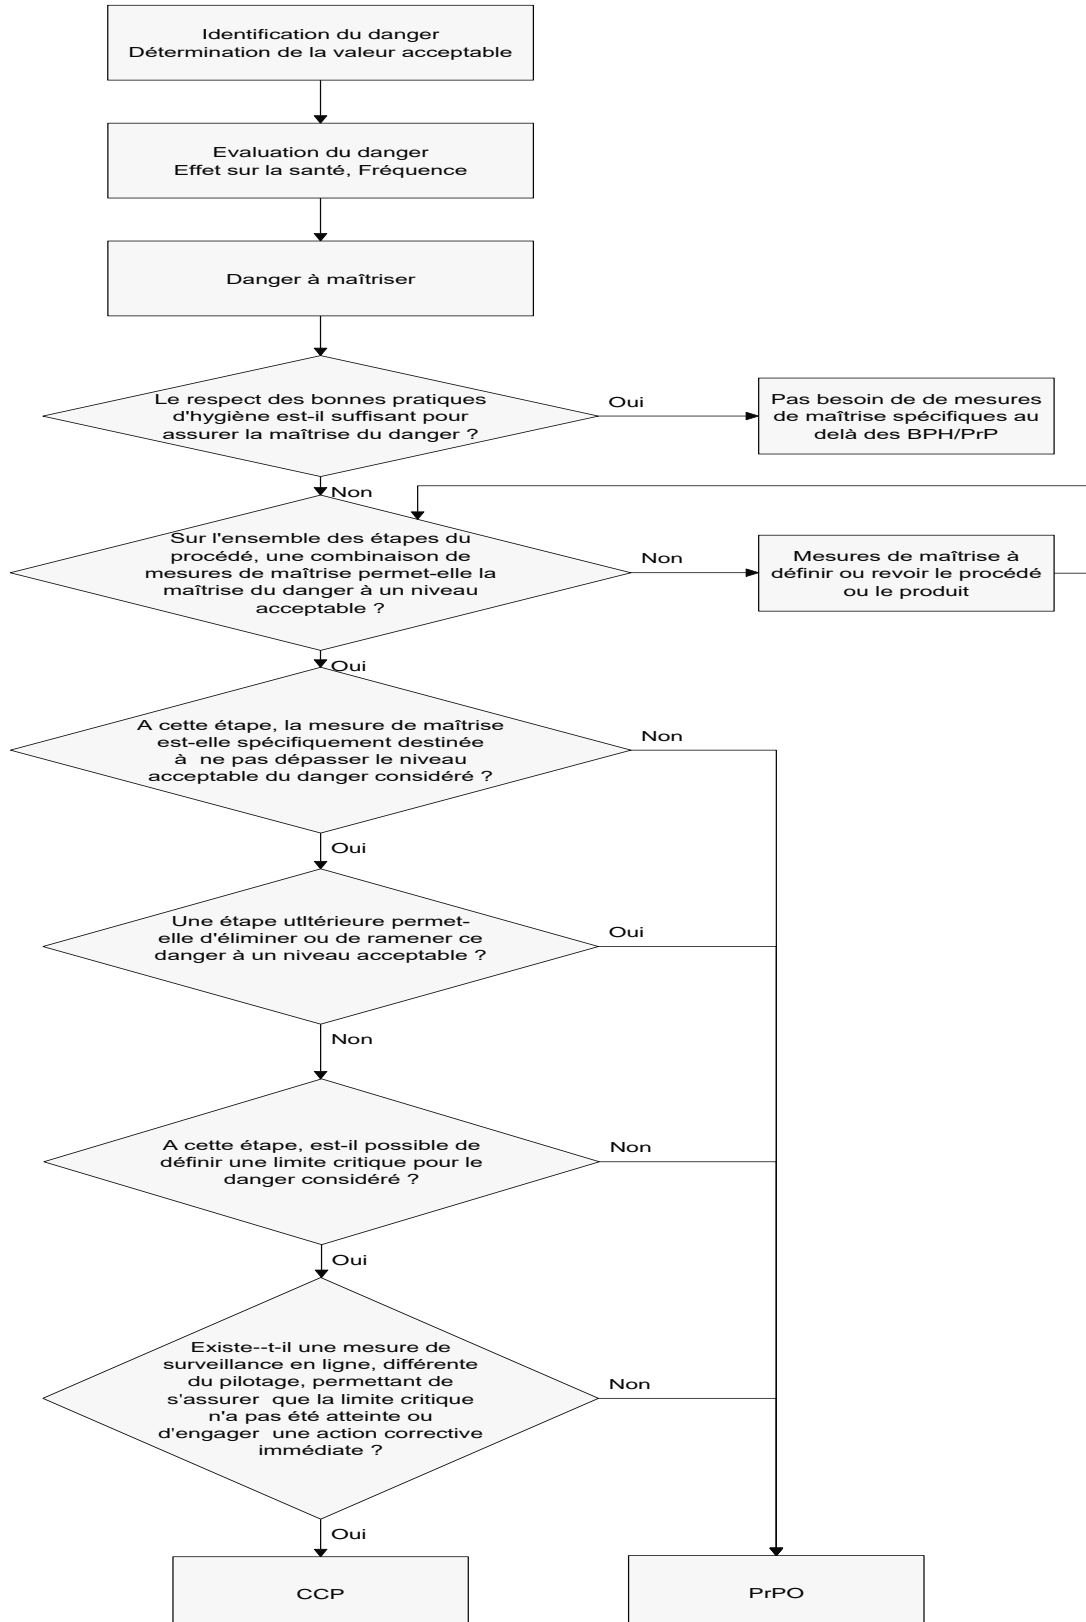 Identification du danger
Détermination de la valeur acceptable
Evaluation du danger
Effet sur la santé, Fréquence
Danger à maîtriser
Le respect des bonnes pratiques
d'hygiène est-il suffisant pour
assurer la maîtrise du danger ?
Oui
Pas besoin de de mesures
de maîtrise spécifiques au
delà des BPH/PrP
Non
Sur l'ensemble des étapes du
procédé, une combinaison de
mesures de maîtrise permet-elle la
maîtrise du danger à un niveau
acceptable ?
Non
Mesures de maîtrise à
définir ou revoir le procédé
ou le produit
Oui
A cette étape, la mesure de maîtrise
est-elle spécifiquement destinée
à  ne pas dépasser le niveau
acceptable du danger considéré ?
Non
Oui
Une étape utltérieure permet-
elle d'éliminer ou de ramener ce
danger à un niveau acceptable ?
Oui
Non
A cette étape, est-il possible de
définir une limite critique pour le
danger considéré ?
Non
Oui
Existe--t-il une mesure de
surveillance en ligne, différente
du pilotage, permettant de
s'assurer  que la limite critique
n'a pas été atteinte ou
d'engager  une action corrective
immédiate ?
Non
Oui
CCP
PrPO